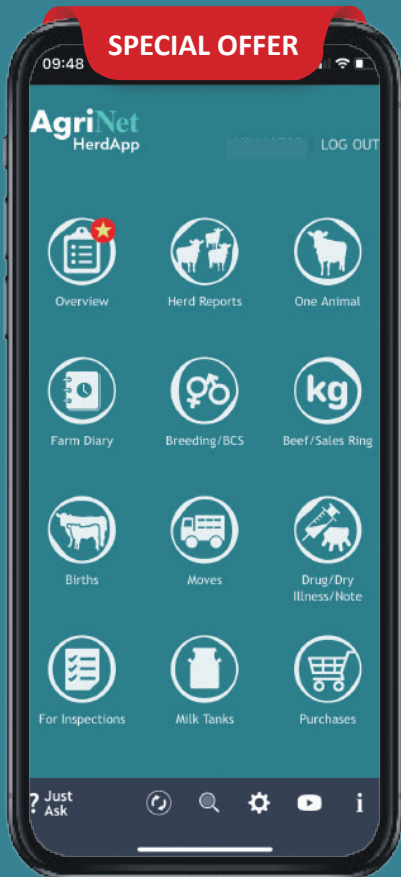 SPECIAL OFFER
09:48
AgriNet
HerdApp
LOG OUT
Overview
Herd Reports
One Animal
Farm Diary
Breeding/BCS
kg
Beef/Sales Ring
Births
Moves
Drug/Dry
Illness/Note
For Inspections
Milk Tanks
Purchases
? Just
Ask
i